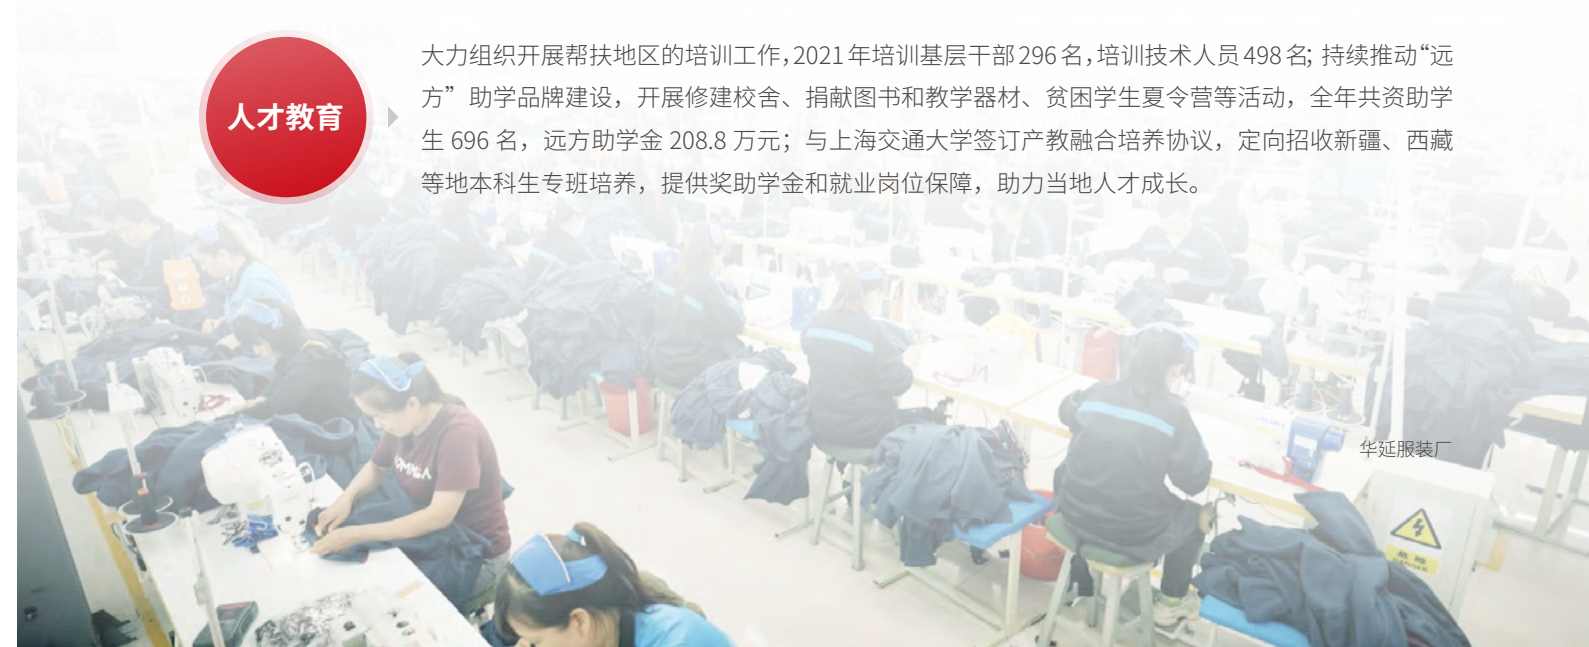 人才教育
大力组织开展帮扶地区的培训工作，2021年培训基层干部296名，培训技术人员498名；持续推动“远
方”助学品牌建设，开展修建校舍、捐献图书和教学器材、贫困学生夏令营等活动，全年共资助学
生 696 名，远方助学金 208.8 万元；与上海交通大学签订产教融合培养协议，定向招收新疆、西藏
等地本科生专班培养，提供奖助学金和就业岗位保障，助力当地人才成长。
华延服装厂
危 险
DANGER